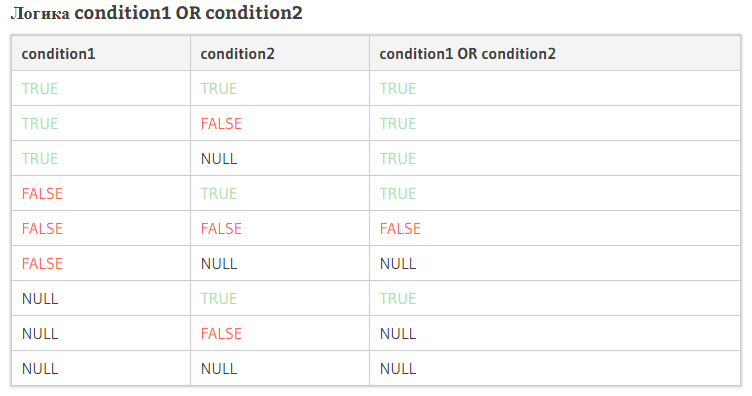 Логика condition1 OR condition2
condition1 condition2 condition1 OR condition2
TRUE TRUE TRUE
TRUE FALSE TRUE
TRUE NULL TRUE
FALSE TRUE TRUE
FALSE FALSE FALSE
FALSE NULL NULL
NULL TRUE TRUE
NULL FALSE NULL
NULL NULL NULL